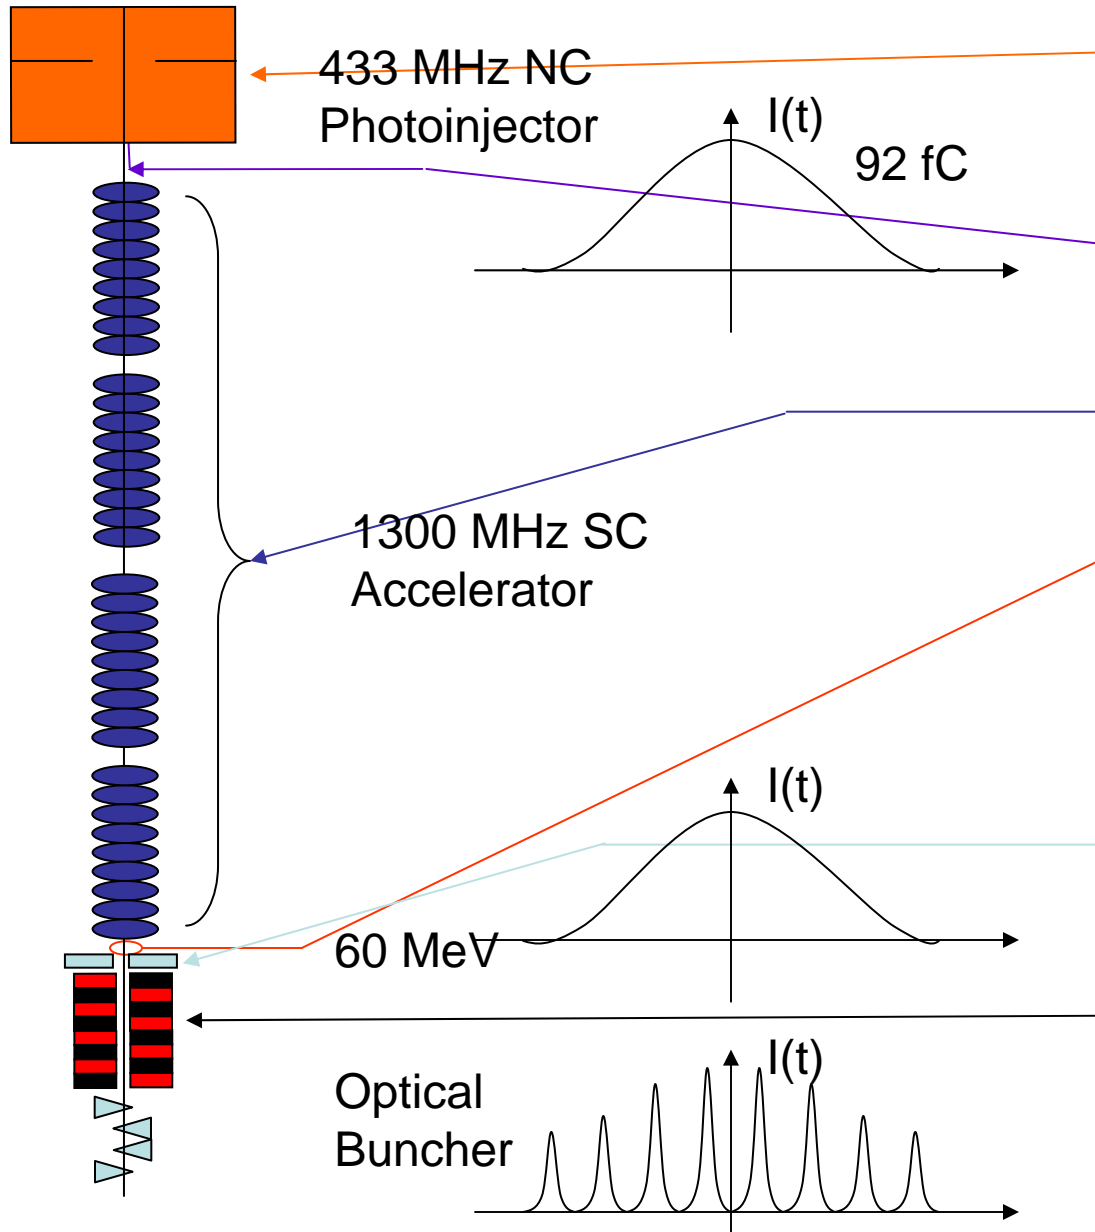 433 MHz NC
Photoinjector
I(t)
92 fC
1300 MHz SC
Accelerator
I(t)
60 MeV
I(t)
Optical
Buncher